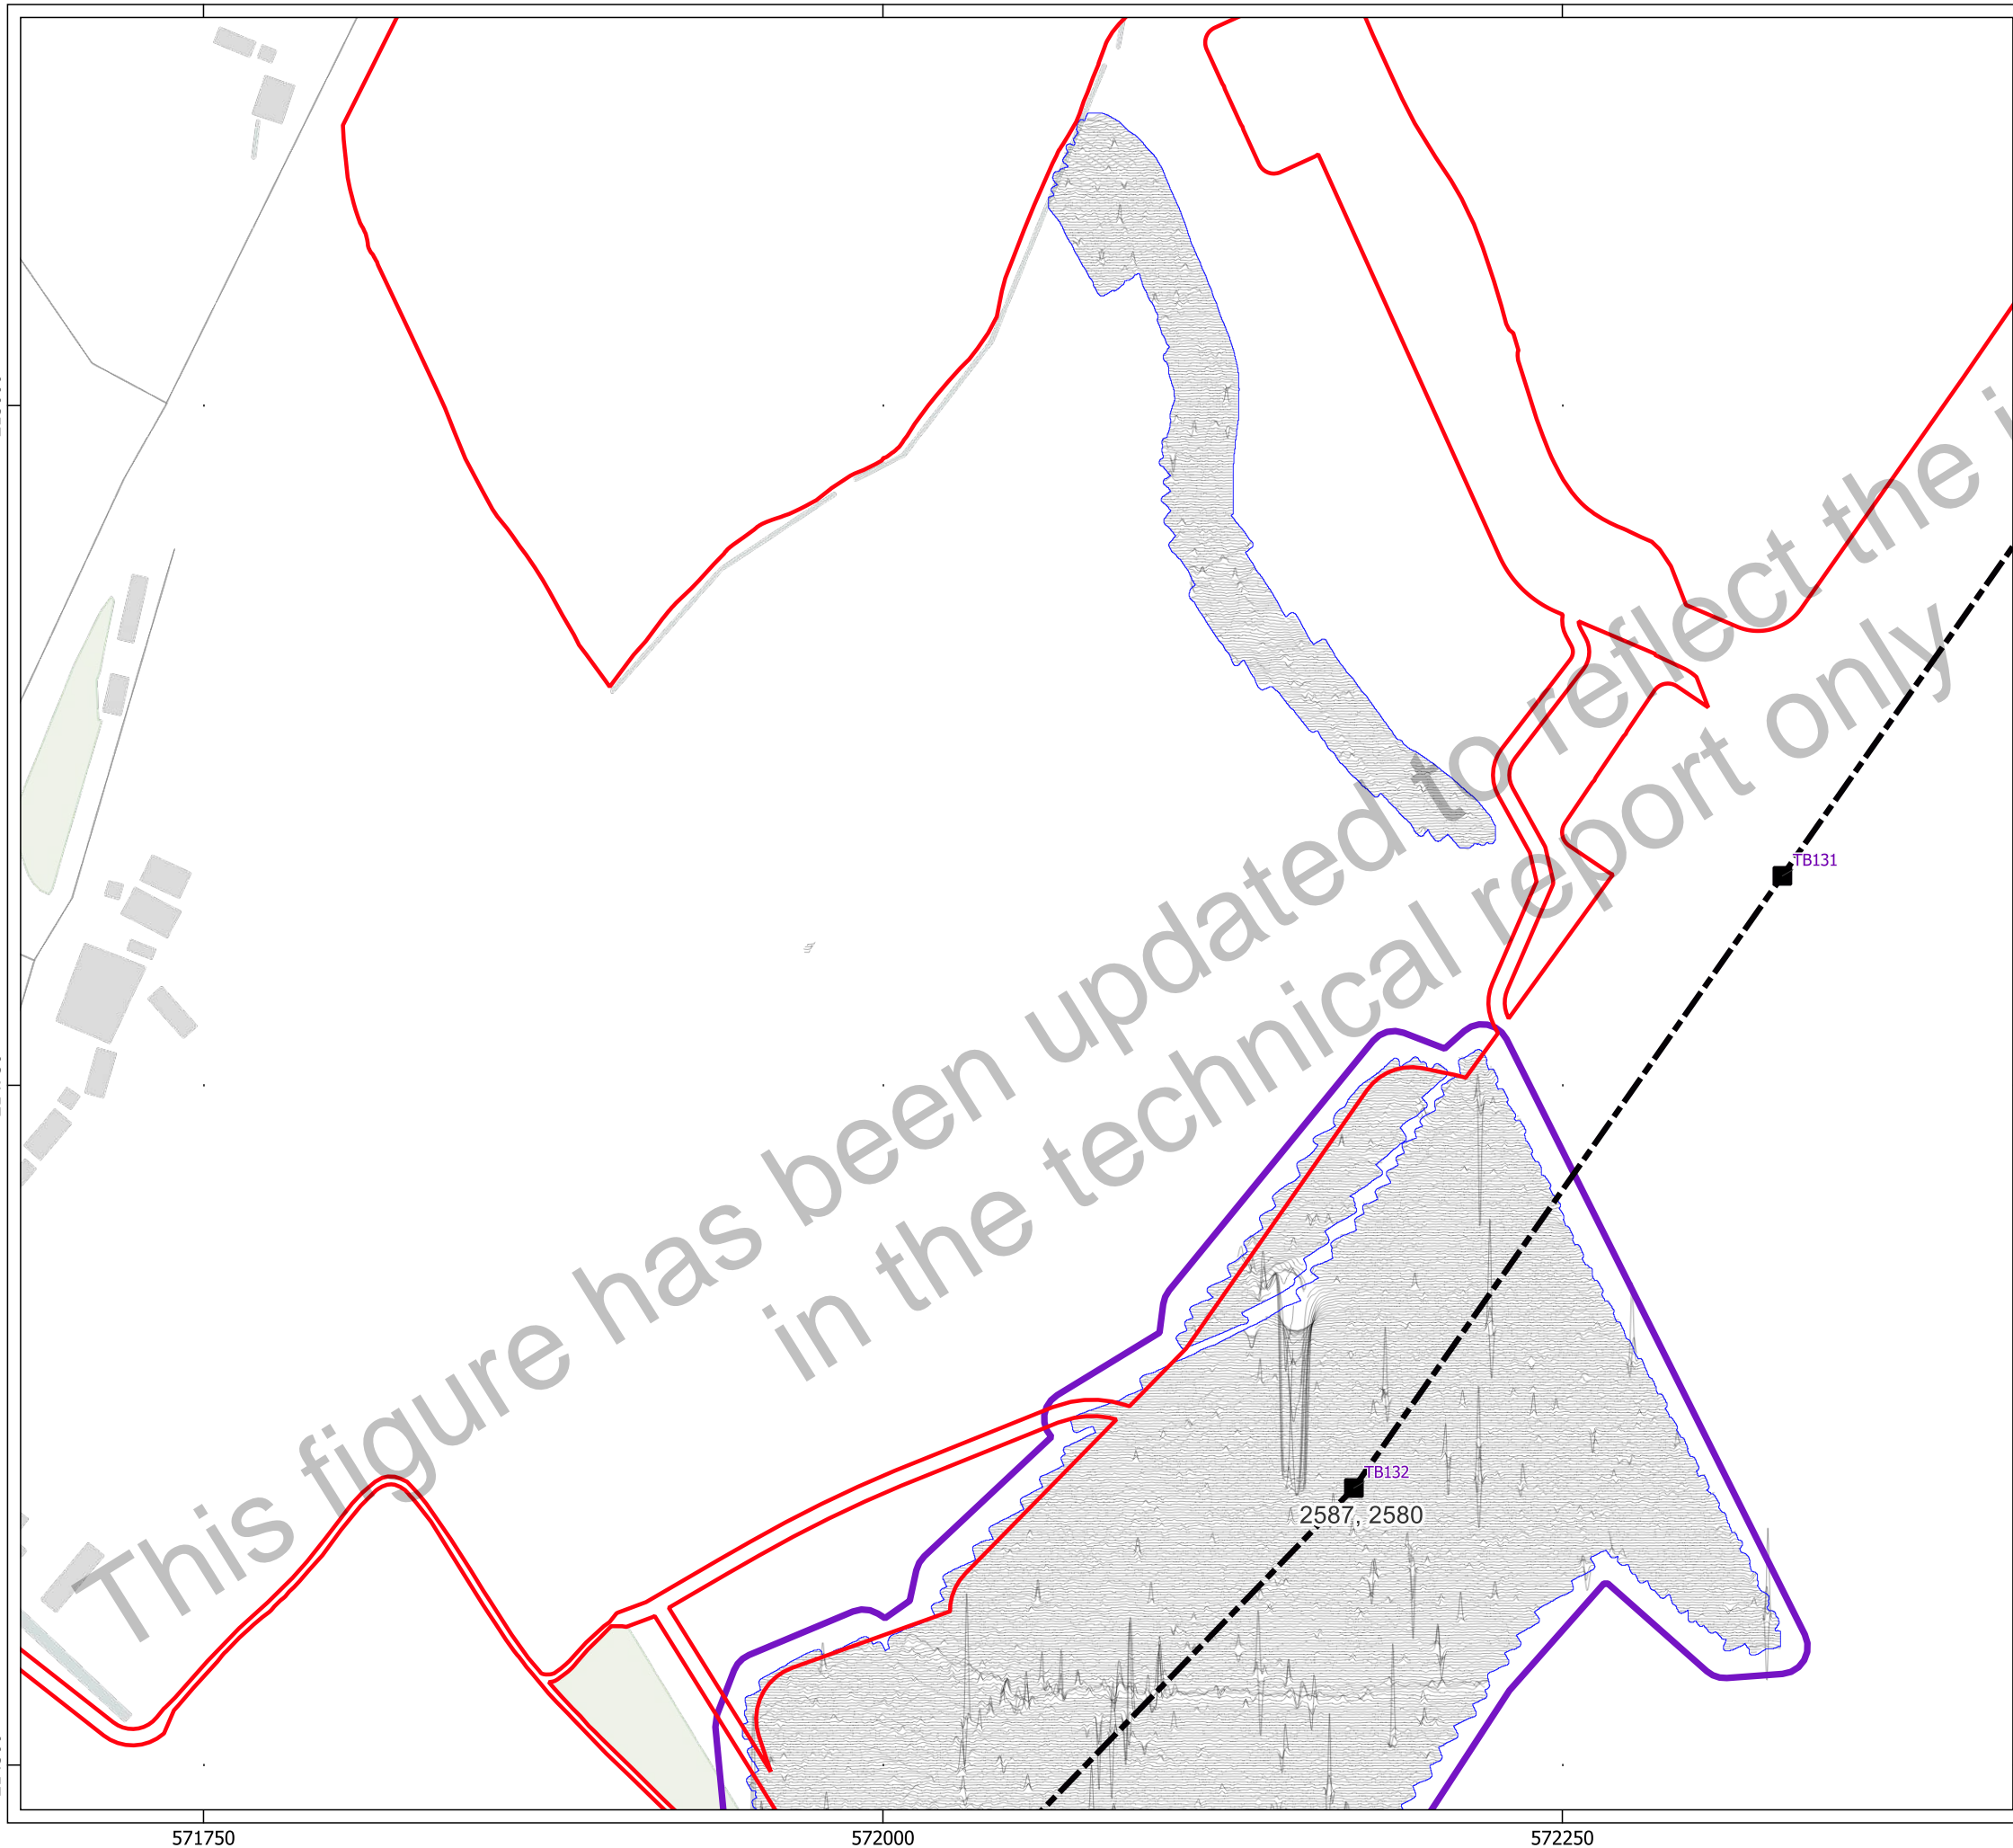 This figure has been updated to reflect the
in the technical report only
TB131
TB132
2587, 2580
571750
572000
572250